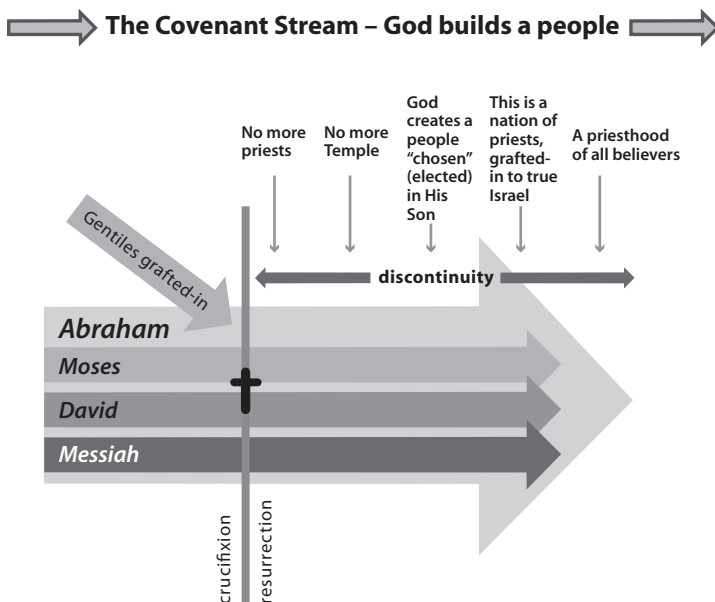 The Covenant Stream – God builds a people
No more
priests
No more
Temple
God
creates a
people
“chosen”
(elected)
in His
Son
This is a
nation of
priests,
grafted-
in to true
Israel
A priesthood
of all believers
Gentiles grafted-in
discontinuity
Abraham
Moses
David
Messiah
crucifixion
resurrection